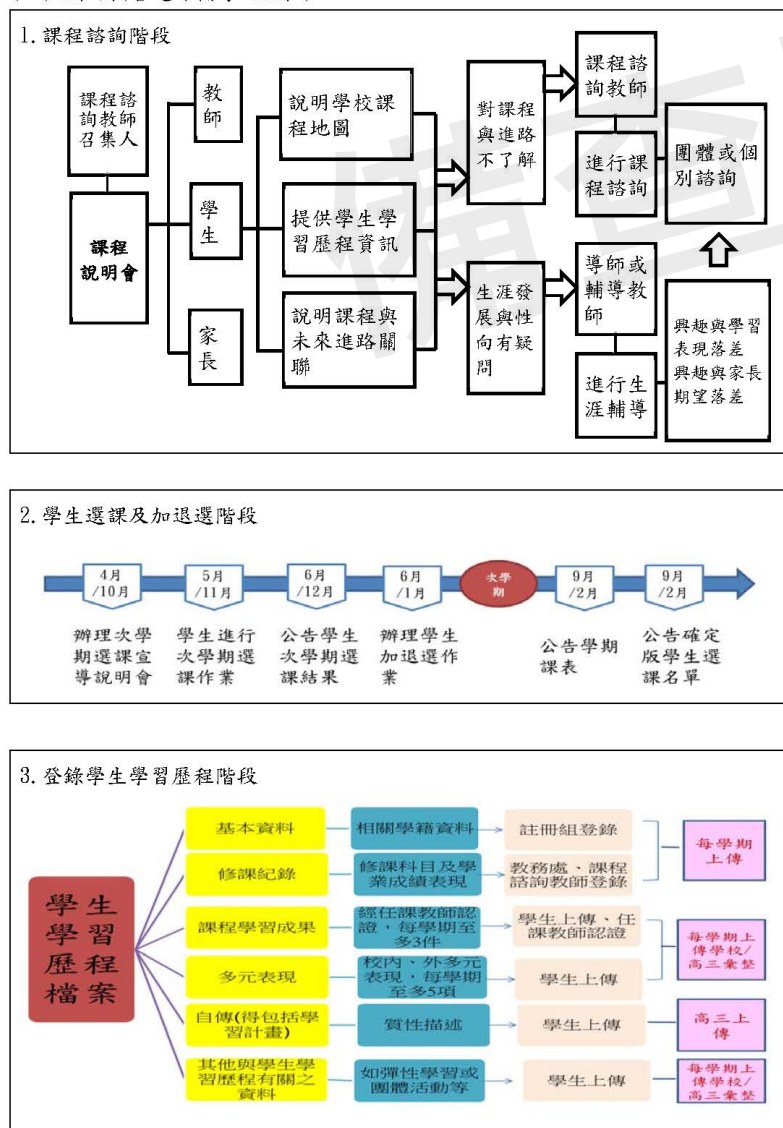 1. 課程諮詢階段
課程諮
詢教師
召集人
課程
說明會
教
師
學
生
家
長
說明學校課
程地圖
提供學生學
習歷程資訊
說明課程與
未來進路關
聯
對課程
與進路
不了解
生涯發
展與性
向有疑
問
課程諮
詢教師
進行課
程諮詢
導師或
輔導教
師
進行生
涯輔導
團體或個
別諮詢
興趣與學習
表現落差
興趣與家長
期望落差
備查
2. 學生選課及加退選階段
4月
/10月
5月
/11月
6月
/12月
6月
/1月
次學
期
9月
/2月
9月
/2月
辦理次學
期選課宣
導說明會
學生進行
次學期選
課作業
公告學生
次學期選
課結果
辦理學生
加退選作
業
公告學期
課表
公告確定
版學生選
課名單
3. 登錄學生學習歷程階段
學生
學習
歷程
檔案
基本資料
相關學籍資料
註冊組登錄
每學期
上傳
修課紀錄
修課科目及學
業成績表現
教務處、課程
諮詢教師登錄
課程學習成果
經任課教師認
證，每學期至
多3件
學生上傳、任
課教師認證
每學期上
傳學校/
高三彙整
多元表現
校內、外多元
表現，每學期
至多5項
學生上傳
自傳(得包括學
習計畫)
質性描述
學生上傳
高三上
傳
其他與學生學
習歷程有關之
資料
如彈性學習或
團體活動等
學生上傳
每學期上
傳學校/
高三彙整